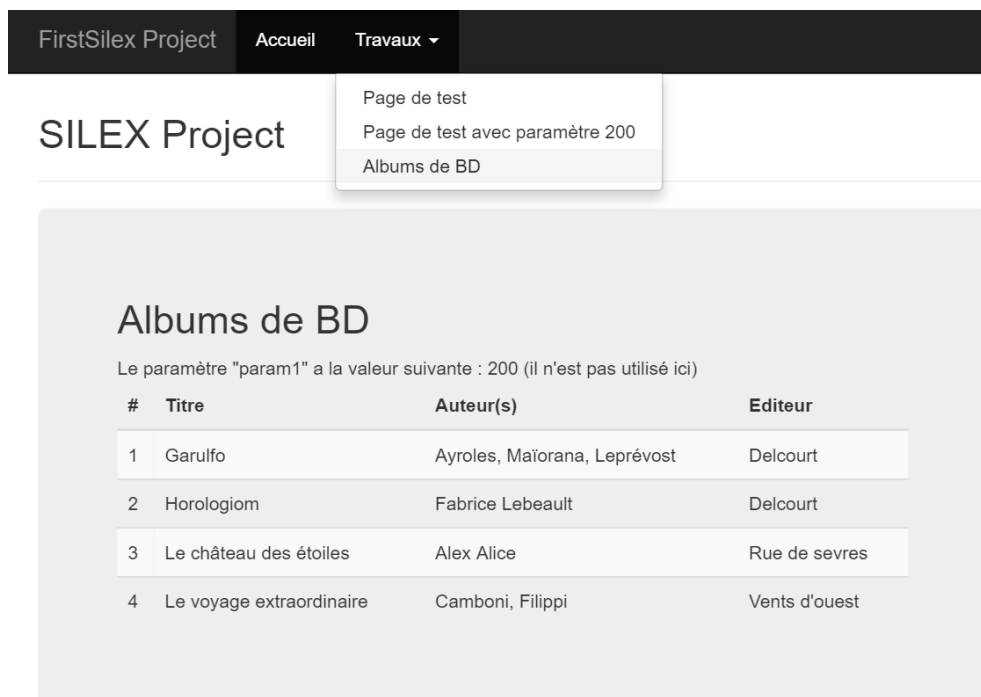 FirstSilex Project Accueil Travaux
Page de test
Page de test avec paramètre 200
Albums de BD
SILEX Project
Albums de BD
Le paramètre "param1" a la valeur suivante : 200 (il n'est pas utilisé ici)
# Titre Auteur(s) Editeur
1 Garulfo Ayroles, Maïorana, Leprévost Delcourt
2 Horologiom Fabrice Lebeault Delcourt
3 Le château des étoiles Alex Alice Rue de sevres
4 Le voyage extraordinaire Camboni, Filippi Vents d'ouest